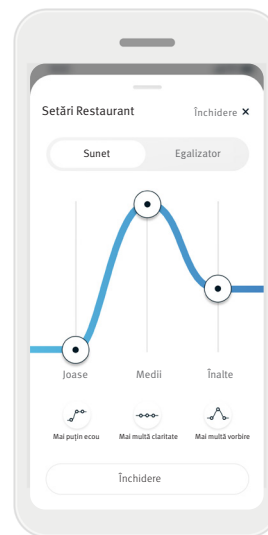 Setări Restaurant
Închidere ×
Sunet
Egalizator
Joase
Medii
Înalte
Mai puțin ecou
Mai multă claritate
Mai multă vorbire
Închidere